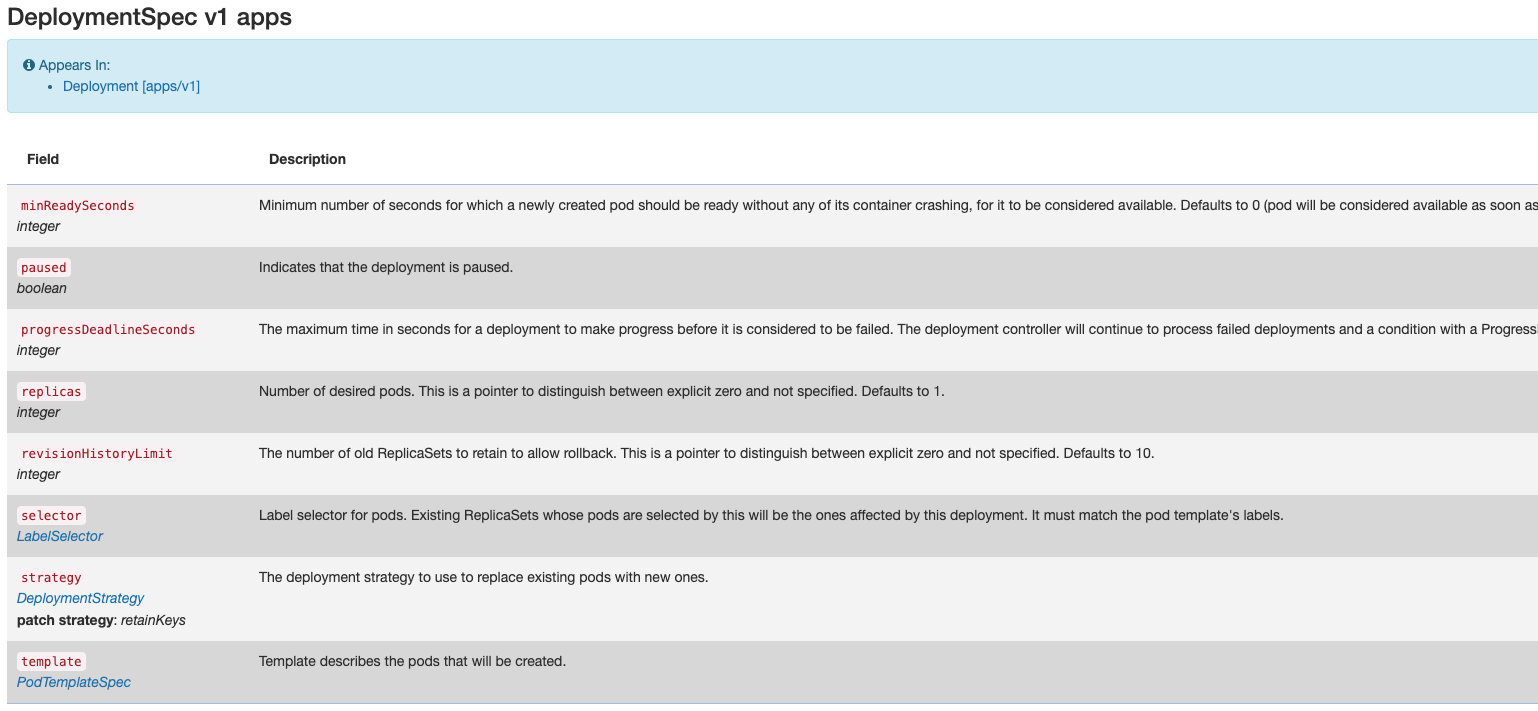 DeploymentSpec v1 apps
Appears In:
• Deployment [apps/v1]
Field Description
minReadySeconds Minimum number of seconds for which a newly created pod should be ready without any of its container crashing, for it to be considered available. Defaults to 0 (pod will be considered available as soon as
integer
paused Indicates that the deployment is paused.
boolean
progressDeadlineSeconds The maximum time in seconds for a deployment to make progress before it is considered to be failed. The deployment controller will continue to process failed deployments and a condition with a
integer
replicas Number of desired pods. This is a pointer to distinguish between explicit zero and not specified. Defaults to 1.
integer
revisionHistoryLimit The number of old ReplicaSets to retain to allow rollback. This is a pointer to distinguish between explicit zero and not specified. Defaults to 10.
integer
selector Label selector for pods. Existing ReplicaSets whose pods are selected by this will be the ones affected by this deployment. It must match the pod template's labels.
LabelSelector
strategy The deployment strategy to use to replace existing pods with new ones.
DeploymentStrategy
patch strategy: retainKeys
template Template describes the pods that will be created.
PodTemplateSpec